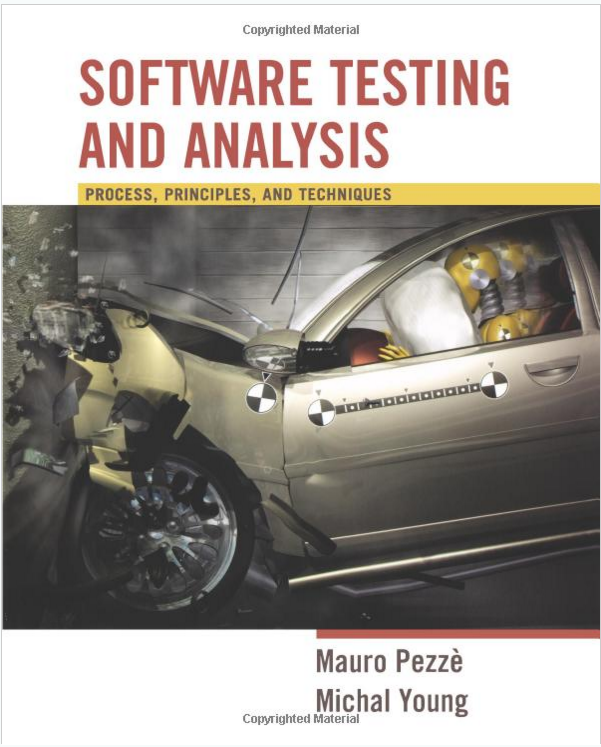 Copyrighted Material
SOFTWARE TESTING
AND ANALYSIS
PROCESS, PRINCIPLES, AND TECHNIQUES
Mauro Pezzè
Michal Young
Copyrighted Material